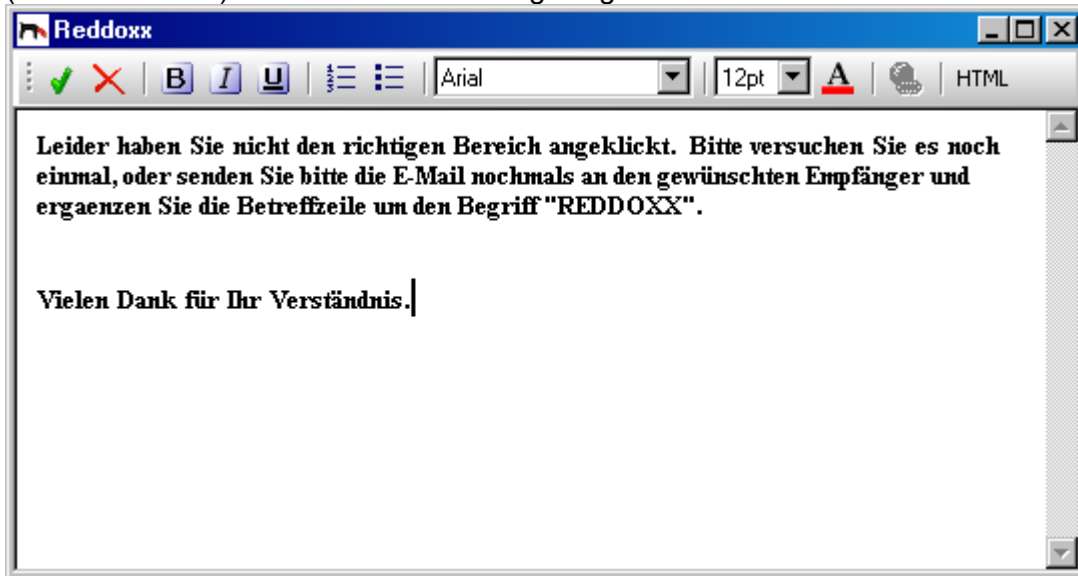 Reddoxx
B I U Arial 12pt A HTML
Leider haben Sie nicht den richtigen Bereich angeklickt. Bitte versuchen Sie es noch
einmal, oder senden Sie bitte die E-Mail nochmals an den gewünschten Empfänger und
ergaenzen Sie die Betreffzeile um den Begriff "REDDOXX".
Vielen Dank für Ihr Verständnis.